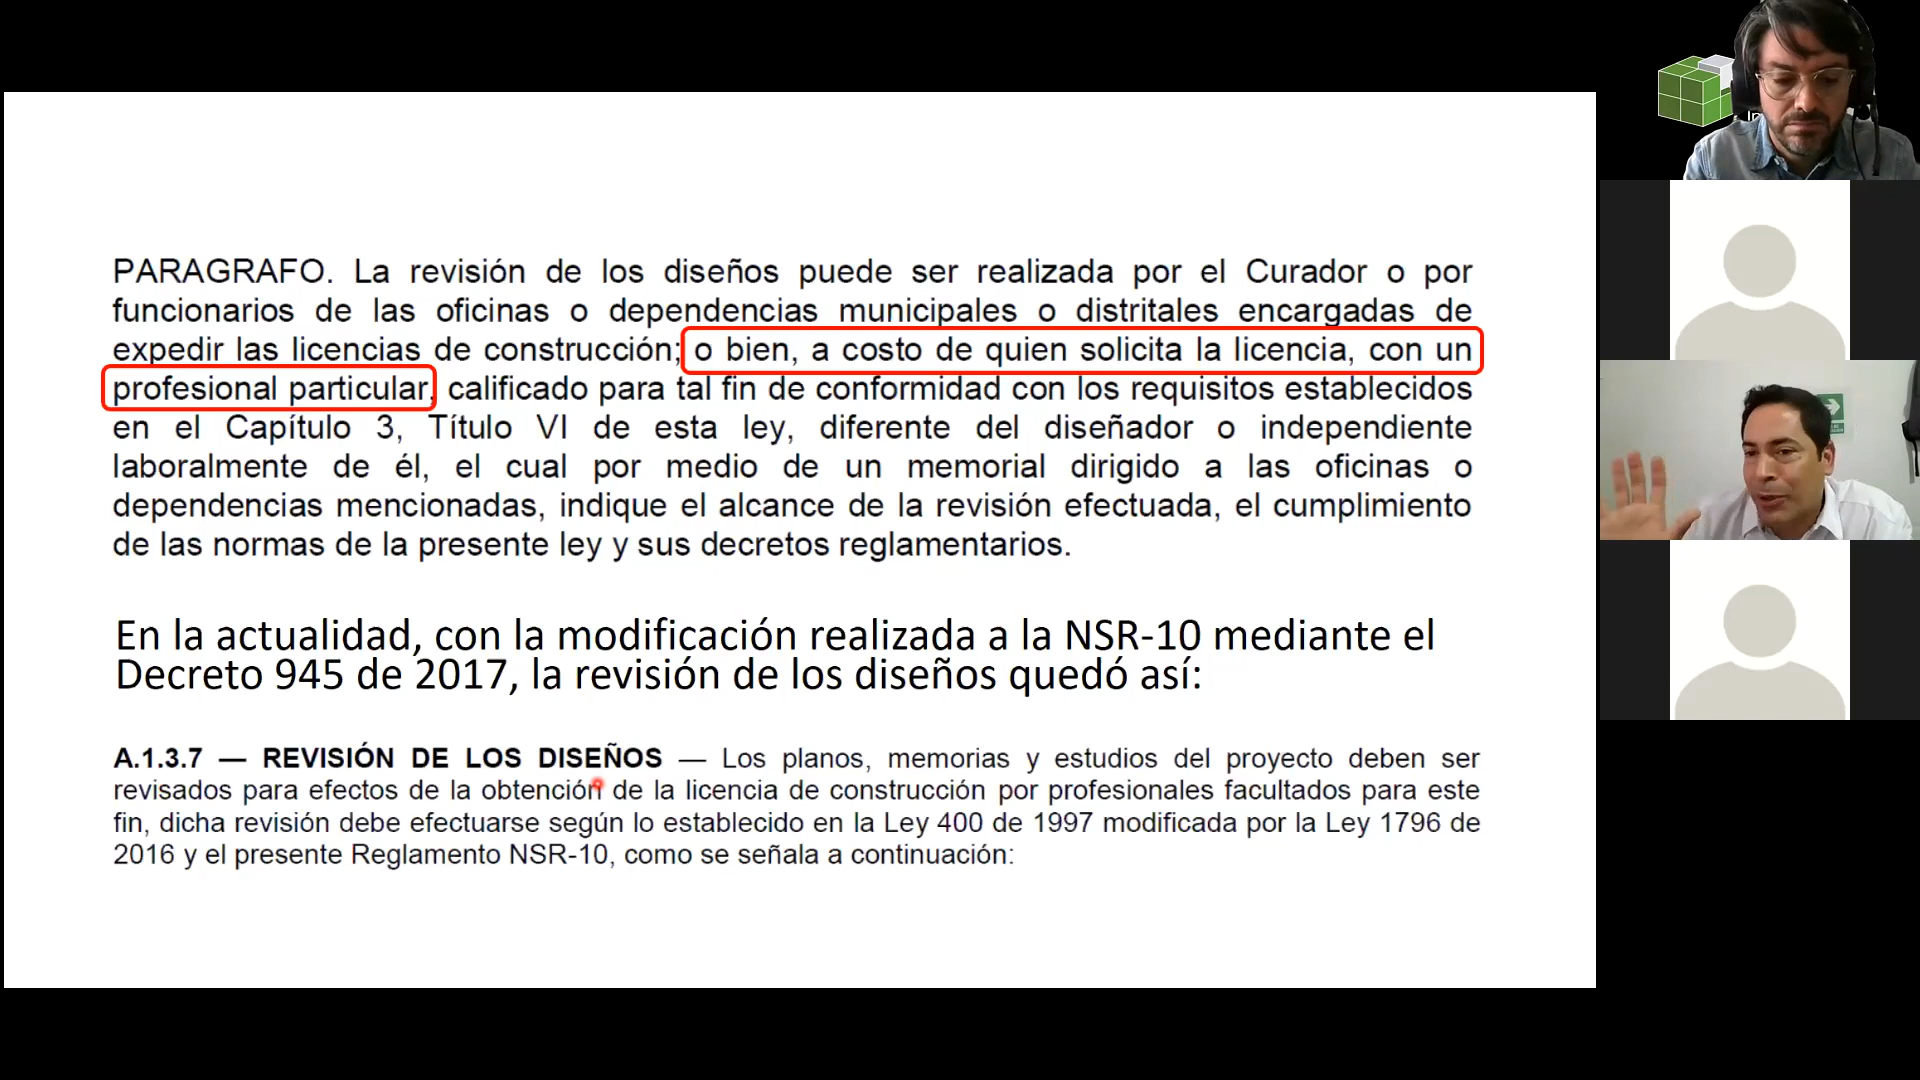 PARAGRAFO. La revisión de los diseños puede ser realizada por el Curador o por
funcionarios de las oficinas o dependencias municipales o distritales encargadas de
expedir las licencias de construcción; o bien, a costo de quien solicita la licencia, con un
profesional particular, calificado para tal fin de conformidad con los requisitos establecidos
en el Capítulo 3, Título VI de esta ley, diferente del diseñador o independiente
laboralmente de él, el cual por medio de un memorial dirigido a las oficinas o
dependencias mencionadas, indique el alcance de la revisión efectuada, el cumplimiento
de las normas de la presente ley y sus decretos reglamentarios.
En la actualidad, con la modificación realizada a la NSR-10 mediante el
Decreto 945 de 2017, la revisión de los diseños quedó así:
A.1.3.7 — REVISIÓN DE LOS DISEÑOS — Los planos, memorias y estudios del proyecto deben ser
revisados para efectos de la obtención de la licencia de construcción por profesionales facultados para este
fin, dicha revisión debe efectuarse según lo establecido en la Ley 400 de 1997 modificada por la Ley 1796 de
2016 y el presente Reglamento NSR-10, como se señala a continuación: